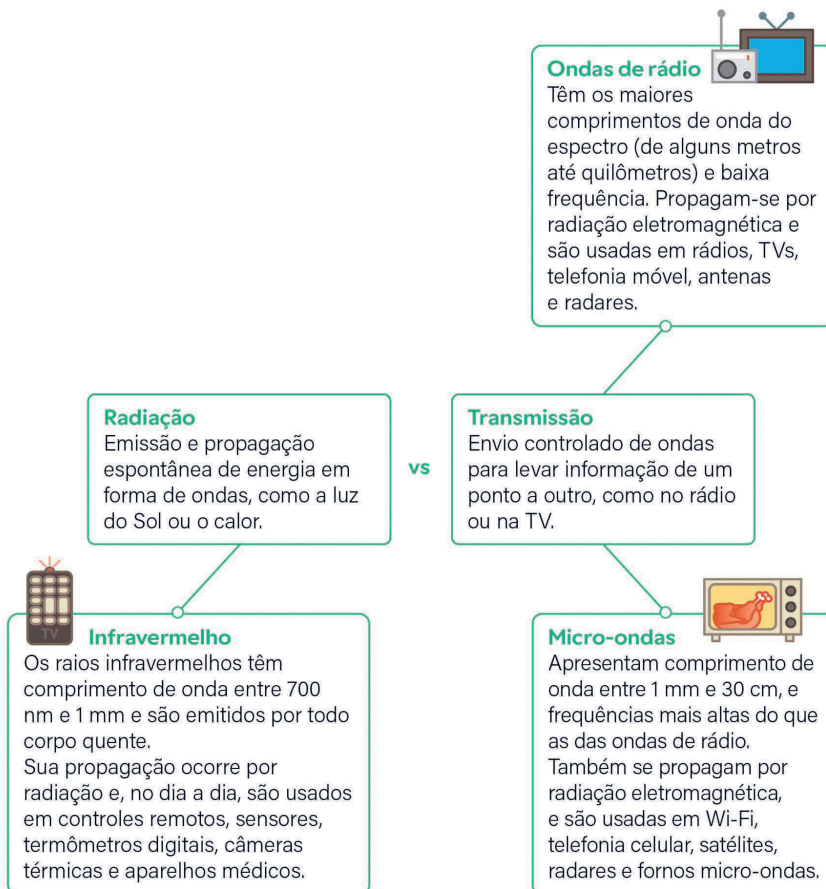 Ondas de rádio
Têm os maiores
comprimentos de onda do
espectro (de alguns metros
até quilômetros) e baixa
frequência. Propagam-se por
radiação eletromagnética e
são usadas em rádios, TVs,
telefonia móvel, antenas
e radares.
Radiação
Emissão e propagação
espontânea de energia em
forma de ondas, como a luz
do Sol ou o calor.
vs
Transmissão
Envio controlado de ondas
para levar informação de um
ponto a outro, como no rádio
ou na TV.
TV
Infravermelho
Os raios infravermelhos têm
comprimento de onda entre 700
nm e 1 mm e são emitidos por todo
corpo quente.
Sua propagação ocorre por
radiação e, no dia a dia, são usados
em controles remotos, sensores,
termômetros digitais, câmeras
térmicas e aparelhos médicos.
Micro-ondas
Apresentam comprimento de
onda entre 1 mm e 30 cm, e
frequências mais altas do que
as das ondas de rádio.
Também se propagam por
radiação eletromagnética,
e são usadas em Wi-Fi,
telefonia celular, satélites,
radares e fornos micro-ondas.